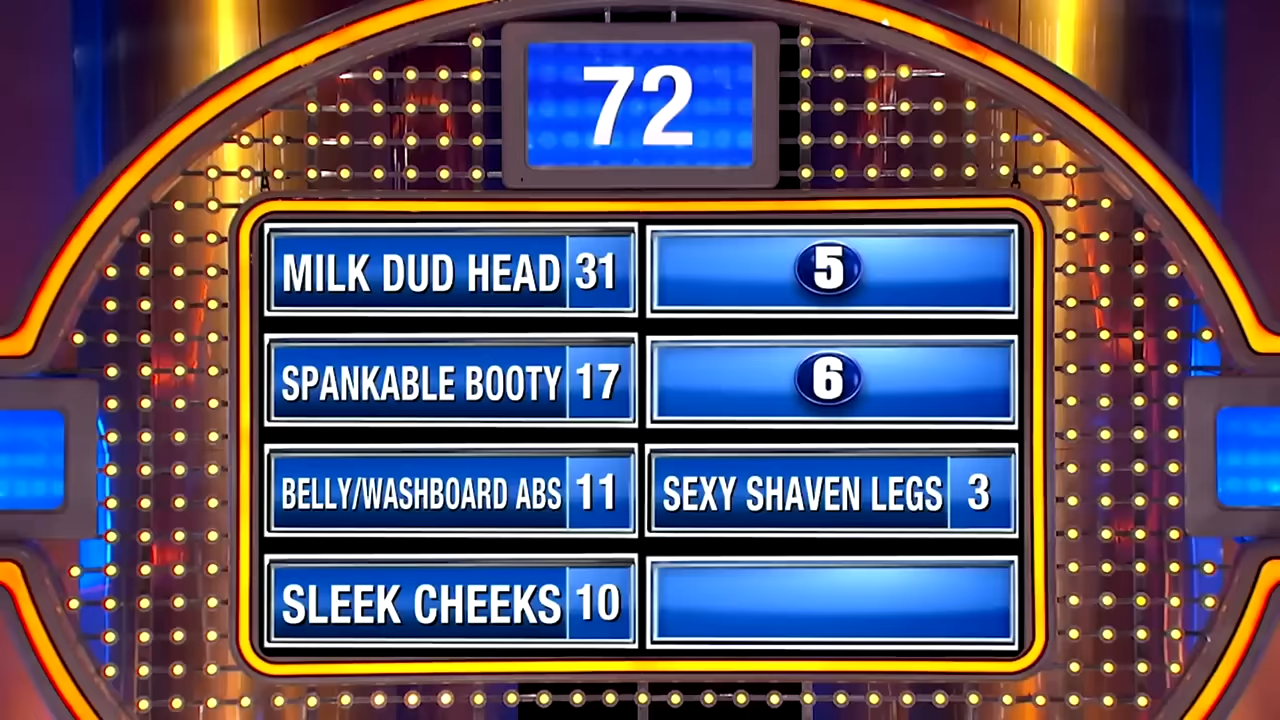 72
MILK DUD HEAD 31
SPANKABLE BOOTY 17
BELLY/WASHBOARD ABS 11
SLEEK CHEEKS 10
5
6
SEXY SHAVEN LEGS 3